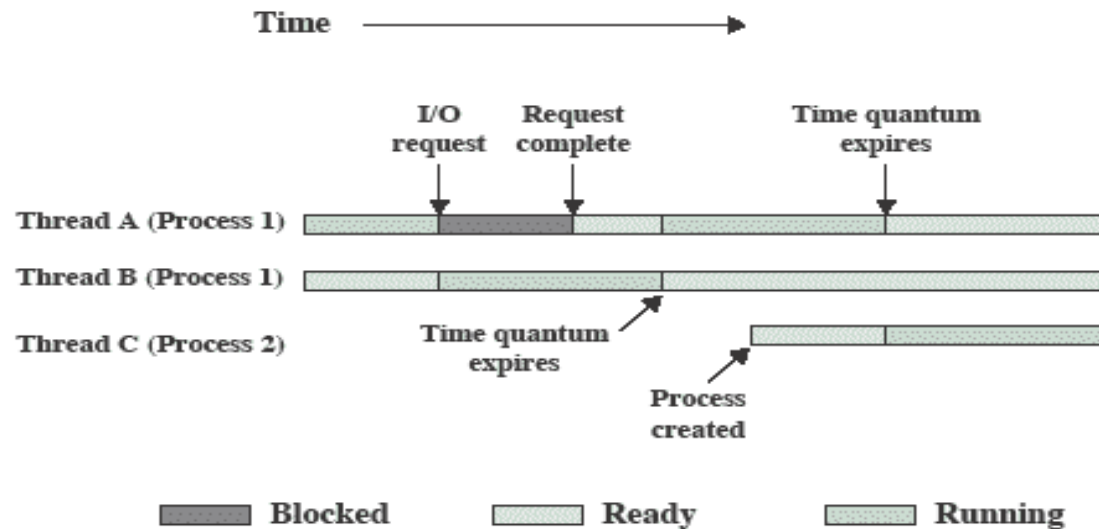 Time
I/O
request
Request
complete
Time quantum
expires
Thread A (Process 1)
Thread B (Process 1)
Time quantum
expires
Thread C (Process 2)
Process
created
Blocked
Ready
Running